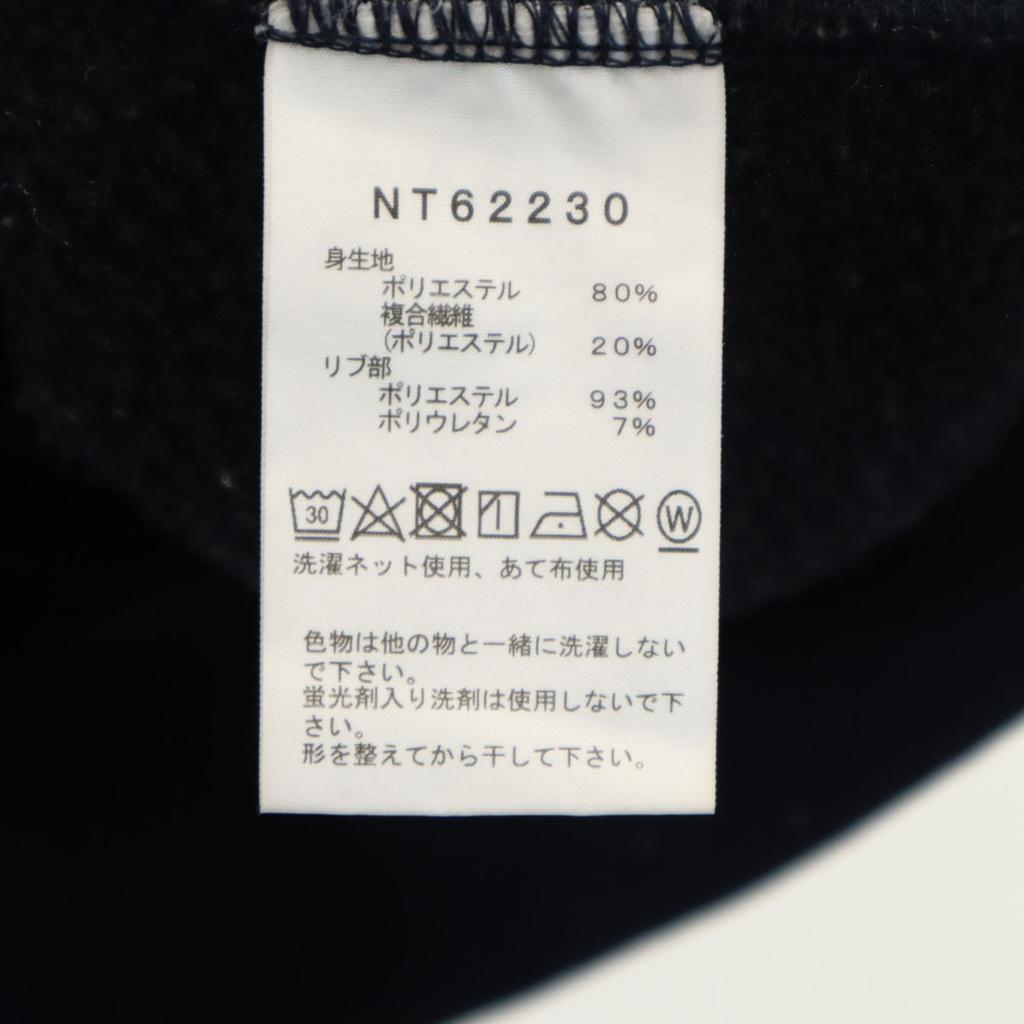 NT62230
身生地
ポリエステル 80%
複合繊維
(ポリエステル) 20%
リブ部
ポリエステル 93%
ポリウレタン 7%
30 W
洗濯ネット使用、あて布使用
色物は他の物と一緒に洗濯しない
で下さい。
蛍光剤入り洗剤は使用しないで下
さい。
形を整えてから干して下さい。